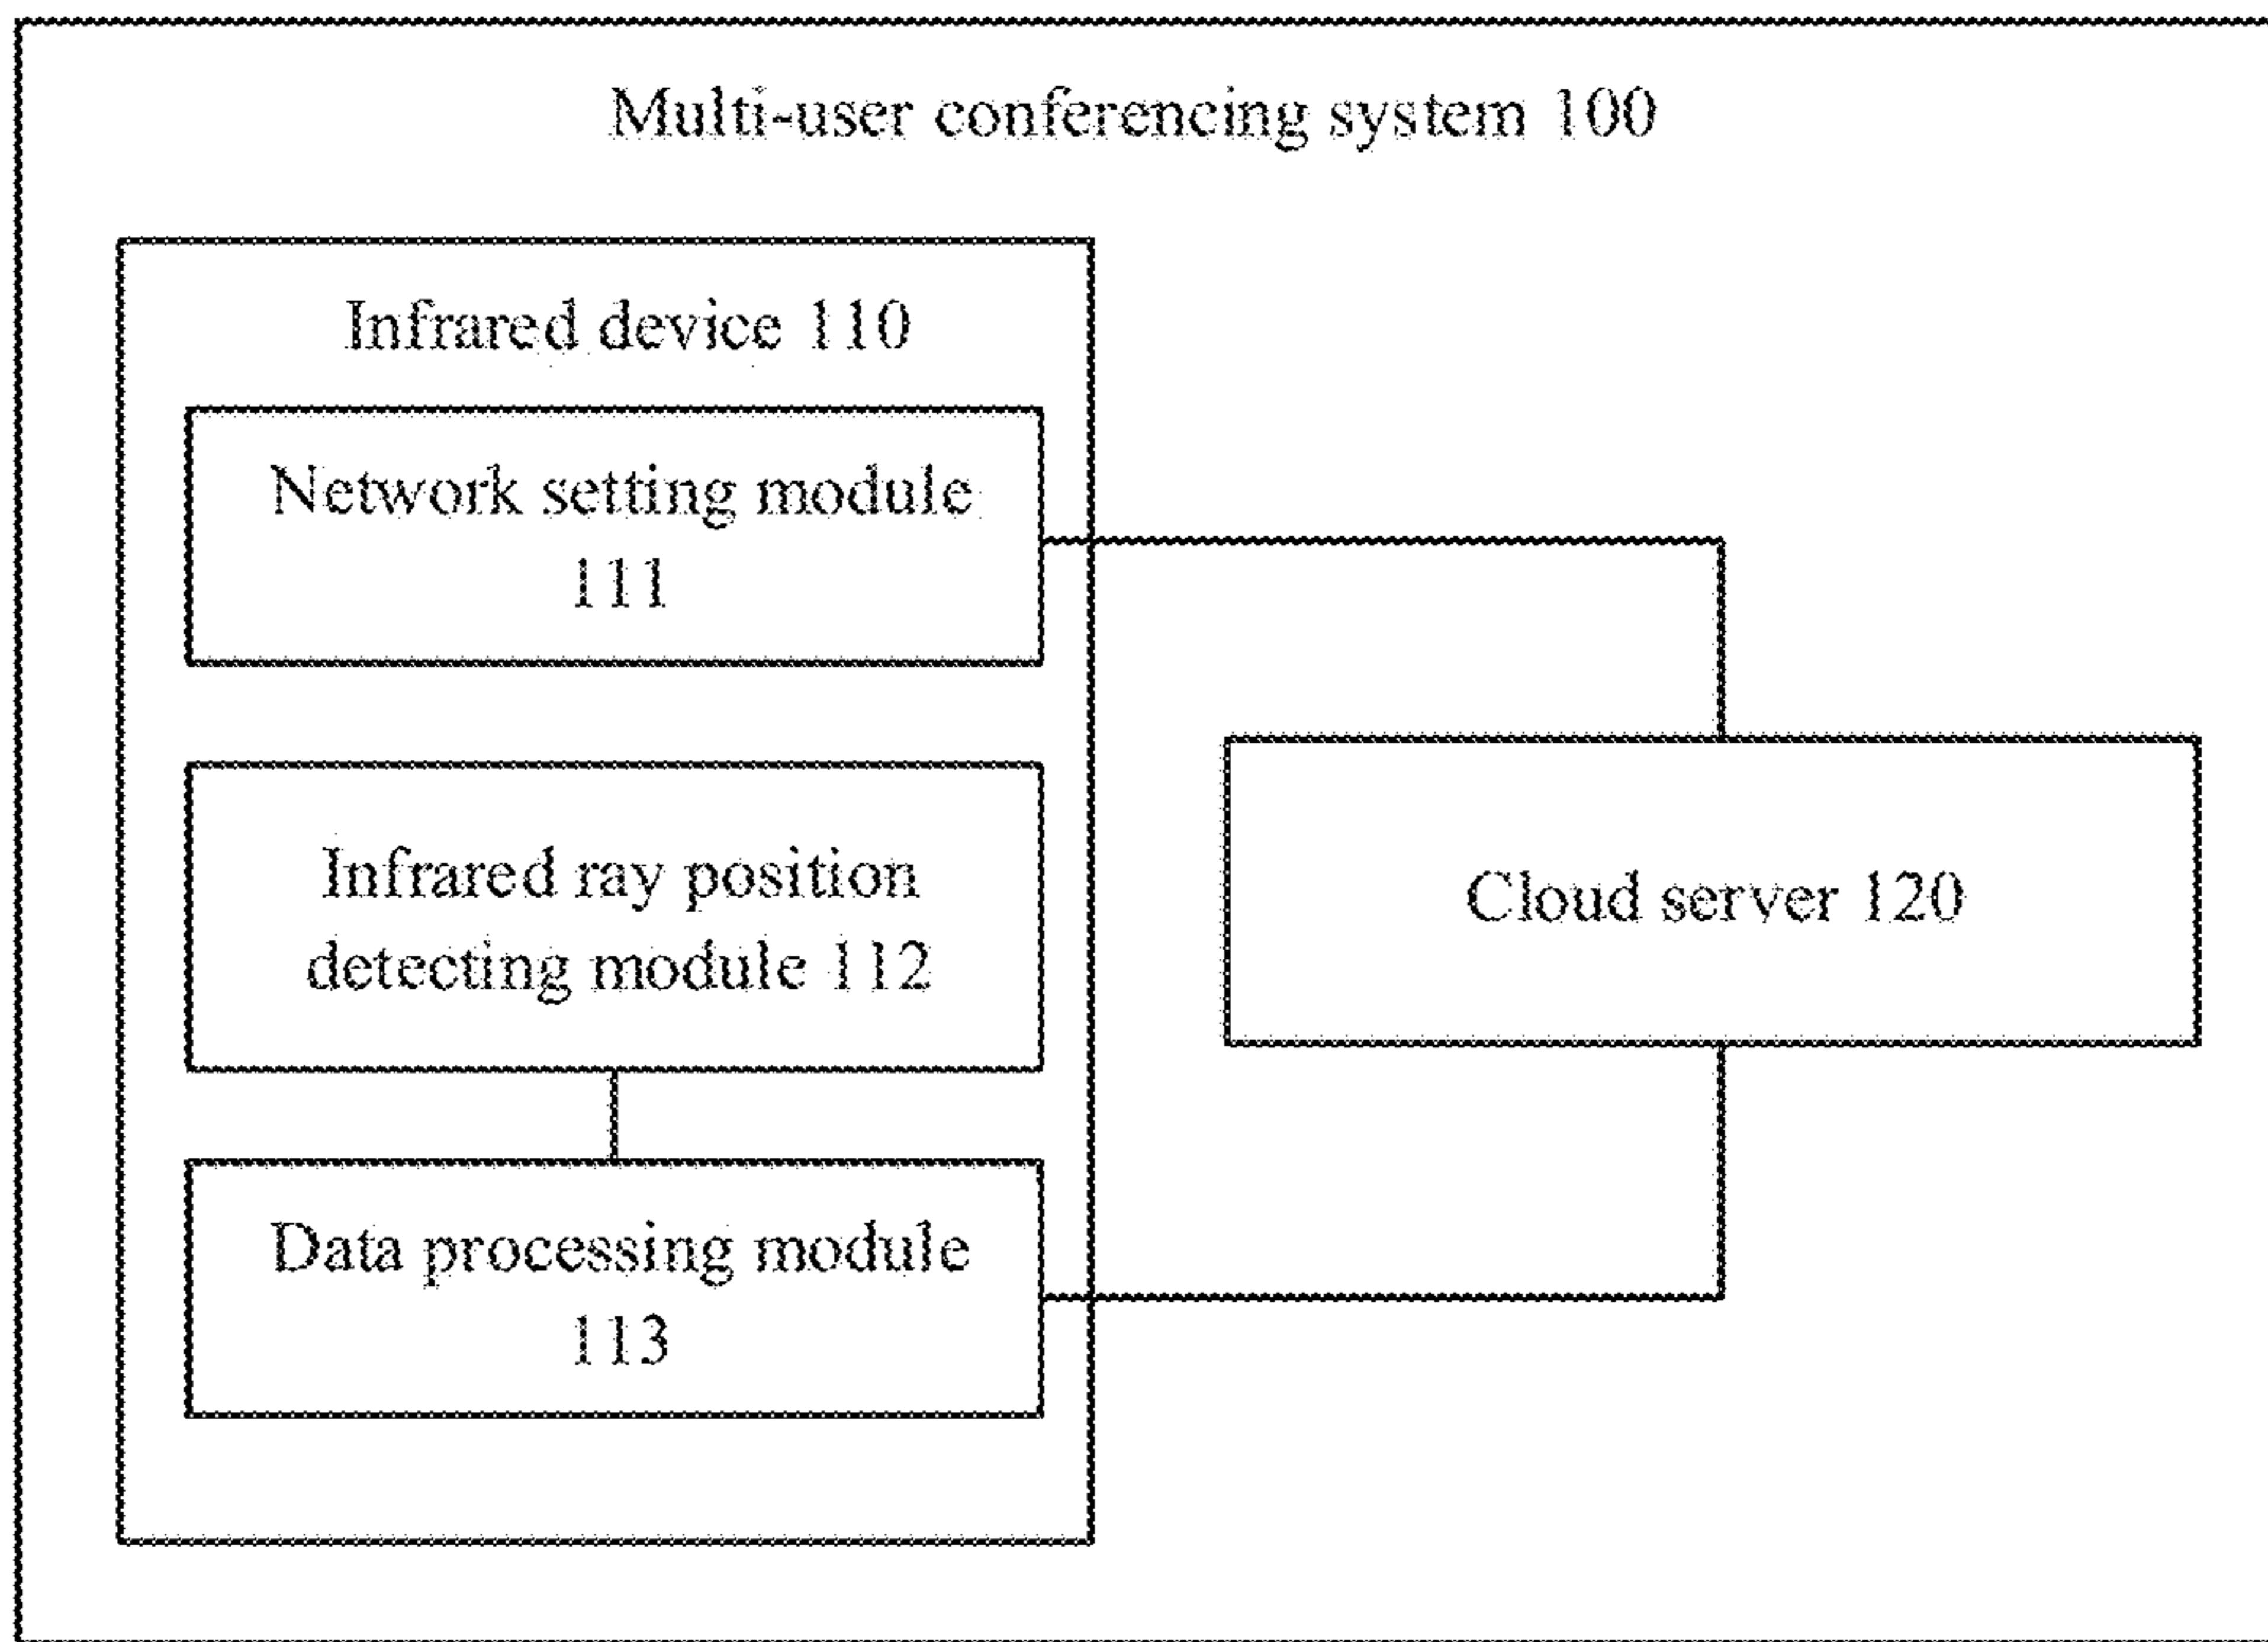 Multi-user conferencing system 100
Infrared device 110
Network setting module
111
Infrared ray position
detecting module 112
Cloud server 120
Data processing module
113